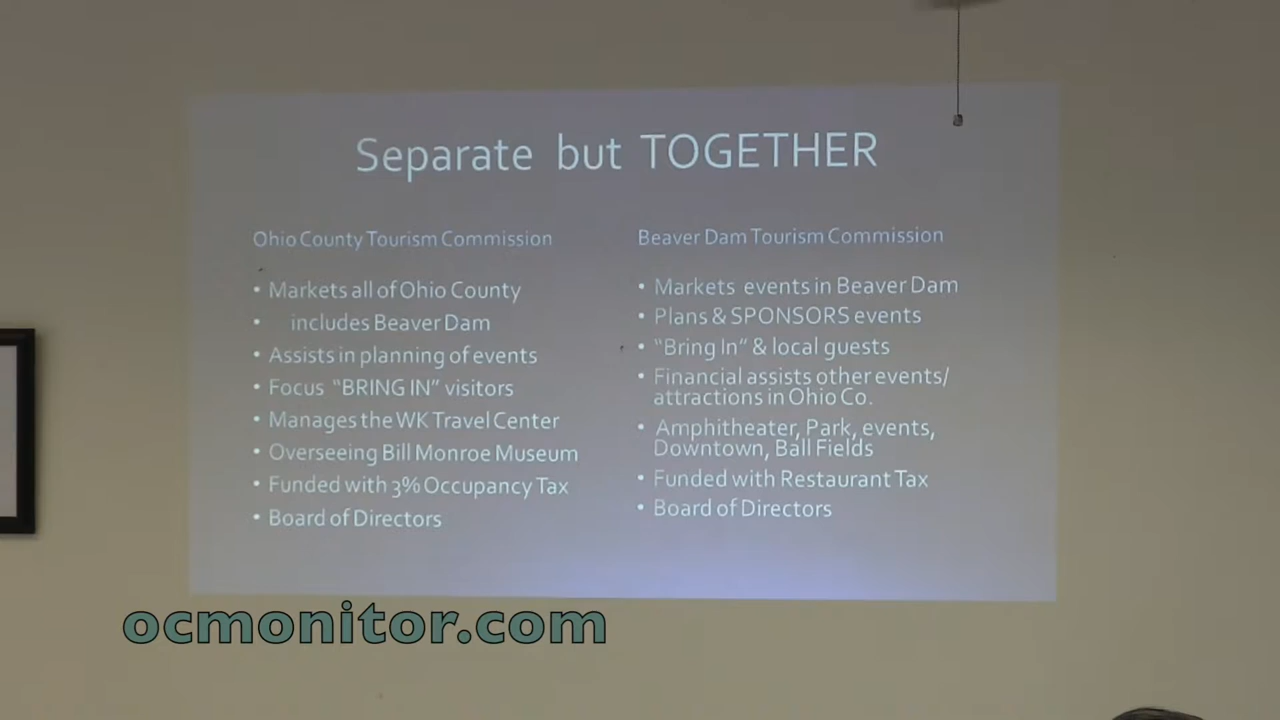 Separate but TOGETHER
Ohio County Tourism Commission
• Markets all of Ohio County
• includes Beaver Dam
• Assists in planning of events
• Focus "BRING IN" visitors
• Manages the WK Travel Center
• Overseeing Bill Monroe Museum
• Funded with 3% Occupancy Tax
• Board of Directors
Beaver Dam Tourism Commission
• Markets events in Beaver Dam
• Plans & SPONSORS events
• "Bring In" & local guests
• Financial assists other events/
attractions in Ohio Co.
• Amphitheater, Park, events,
Downtown, Ball Fields
• Funded with Restaurant Tax
• Board of Directors
ocmonitor.com